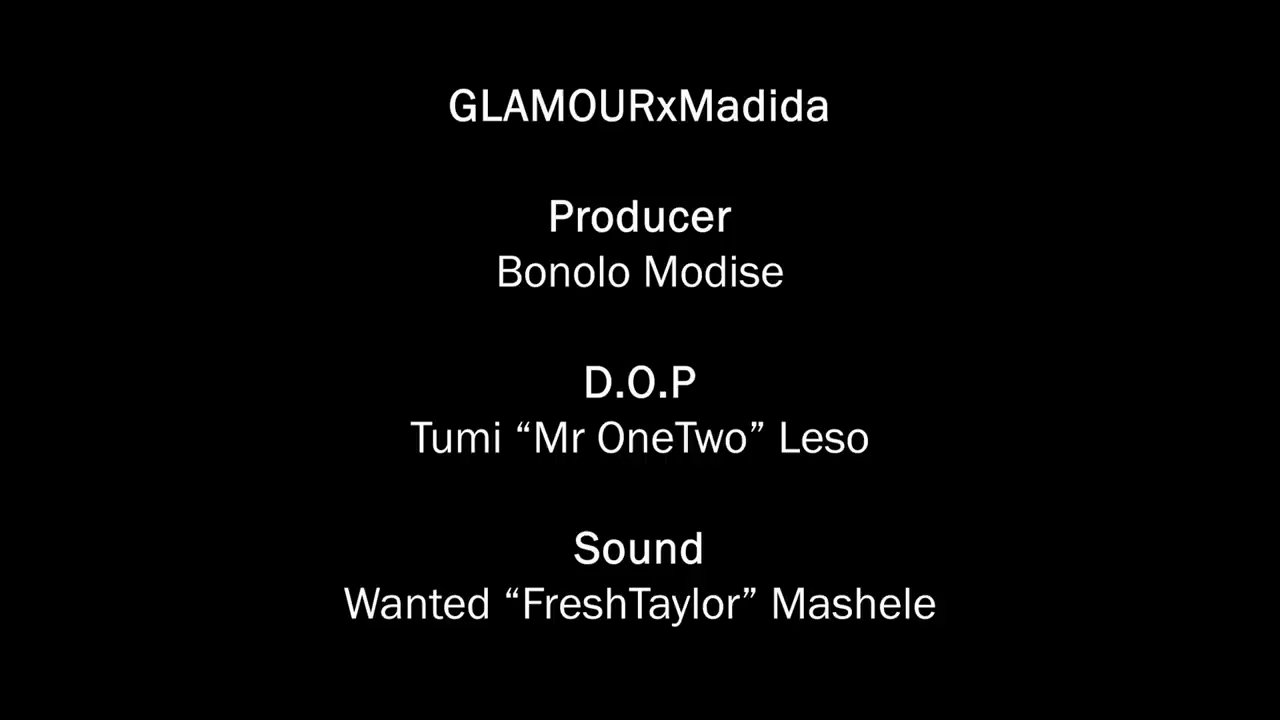 GLAMOURxMadida
Producer
Bonolo Modise
D.O.P
Tumi “Mr OneTwo” Leso
Sound
Wanted “FreshTaylor” Mashele